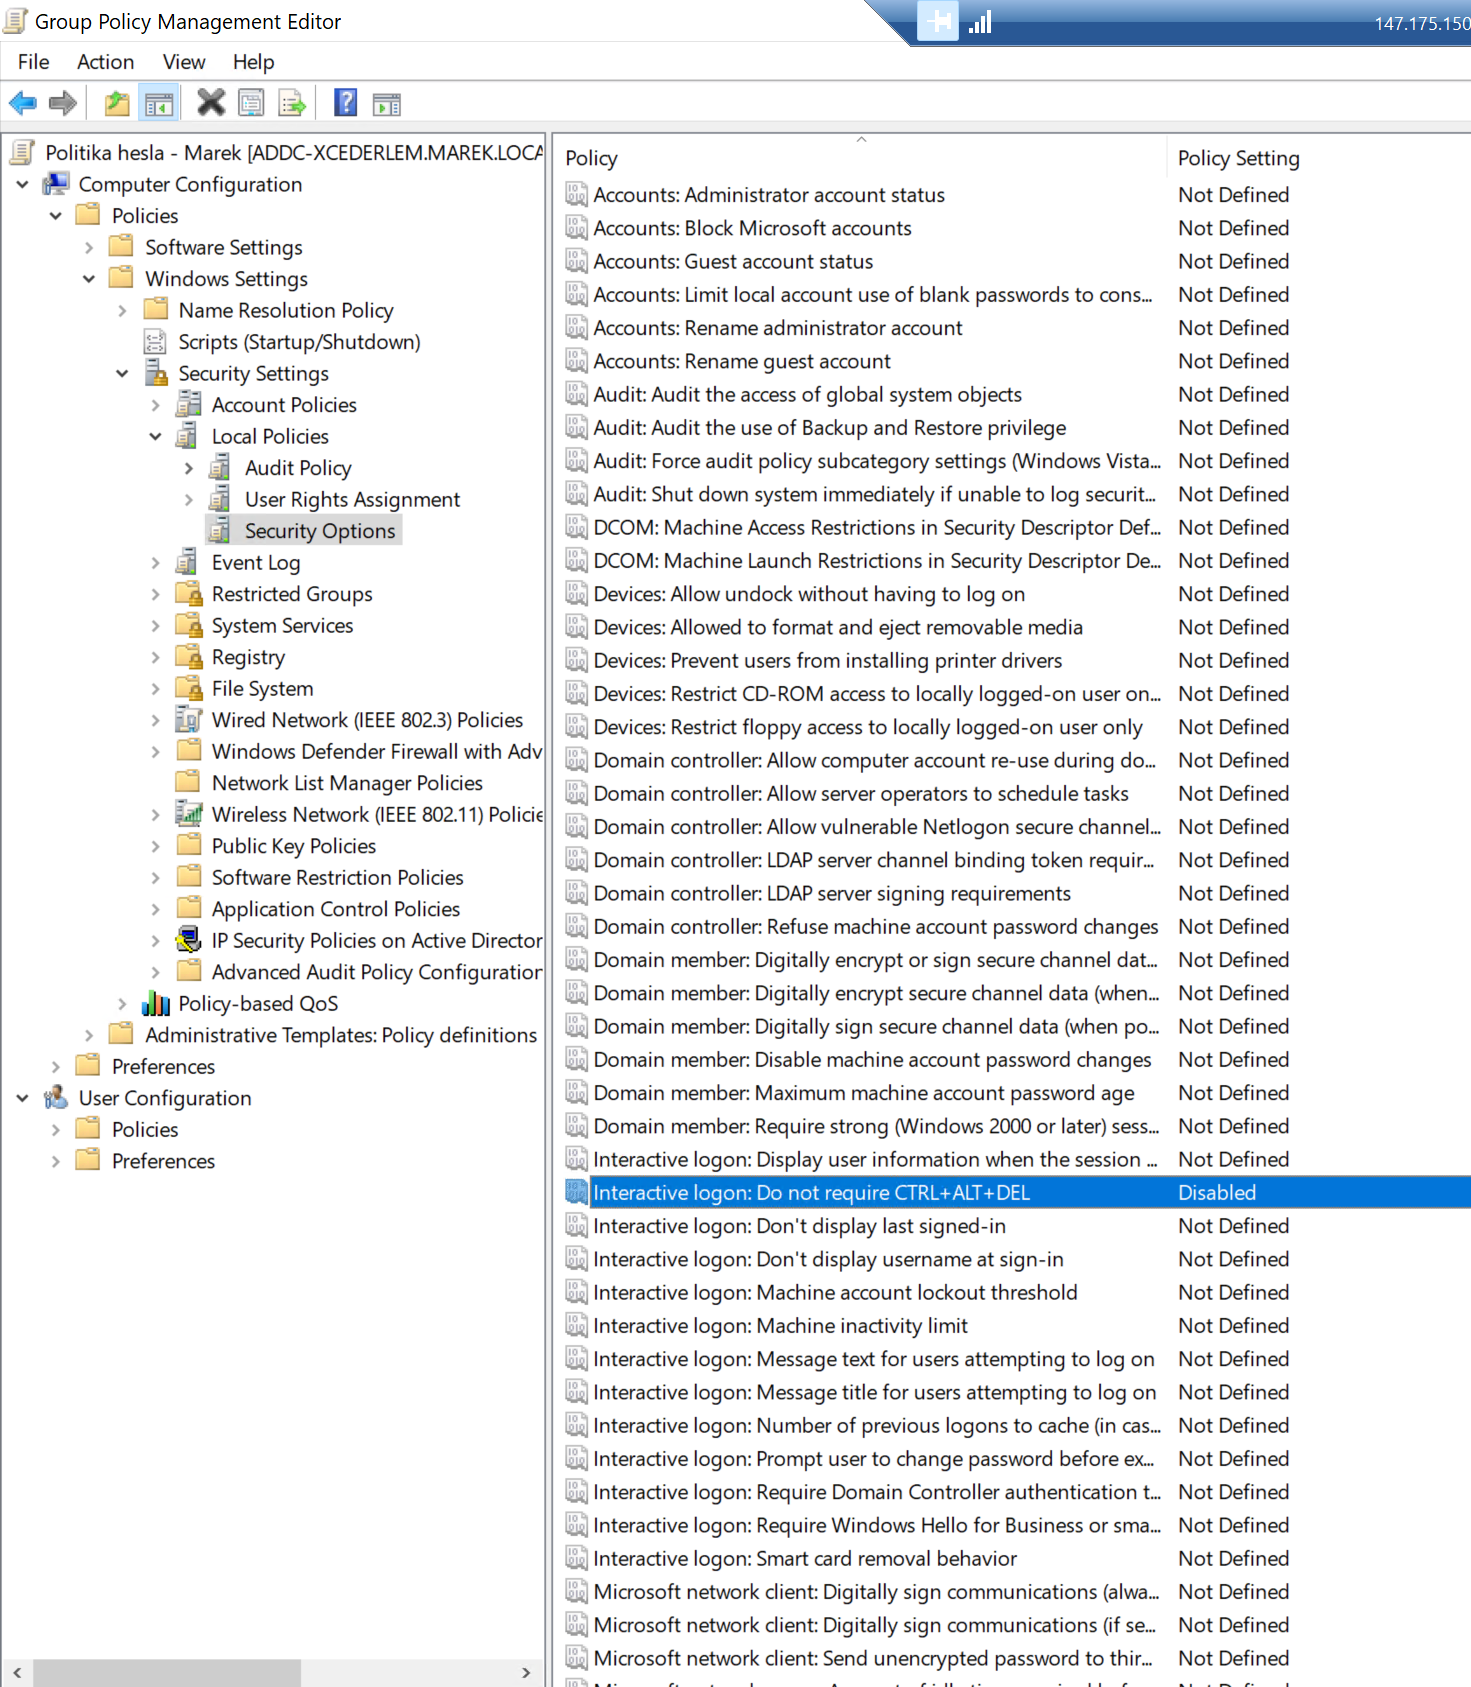 Group Policy Management Editor
147.175.150
File Action View Help
Politika hesla - Marek [ADDC-XCEDERLEM.MAREK.LOCA
Computer Configuration
Policies
Software Settings
Windows Settings
Name Resolution Policy
Scripts (Startup/Shutdown)
Security Settings
Account Policies
Local Policies
Audit Policy
User Rights Assignment
Security Options
Event Log
Restricted Groups
System Services
Registry
File System
Wired Network (IEEE 802.3) Policies
Windows Defender Firewall with Adv
Network List Manager Policies
Wireless Network (IEEE 802.11) Policie
Public Key Policies
Software Restriction Policies
Application Control Policies
IP Security Policies on Active Director
Advanced Audit Policy Configuration
Policy-based QoS
Administrative Templates: Policy definitions
Preferences
User Configuration
Policies
Preferences
Policy Policy Setting
Accounts: Administrator account status Not Defined
Accounts: Block Microsoft accounts Not Defined
Accounts: Guest account status Not Defined
Accounts: Limit local account use of blank passwords to cons... Not Defined
Accounts: Rename administrator account Not Defined
Accounts: Rename guest account Not Defined
Audit: Audit the access of global system objects Not Defined
Audit: Audit the use of Backup and Restore privilege Not Defined
Audit: Force audit policy subcategory settings (Windows Vista... Not Defined
Audit: Shut down system immediately if unable to log securit... Not Defined
DCOM: Machine Access Restrictions in Security Descriptor Def... Not Defined
DCOM: Machine Launch Restrictions in Security Descriptor De... Not Defined
Devices: Allow undock without having to log on Not Defined
Devices: Allowed to format and eject removable media Not Defined
Devices: Prevent users from installing printer drivers Not Defined
Devices: Restrict CD-ROM access to locally logged-on user on... Not Defined
Devices: Restrict floppy access to locally logged-on user only Not Defined
Domain controller: Allow computer account re-use during do... Not Defined
Domain controller: Allow server operators to schedule tasks Not Defined
Domain controller: Allow vulnerable Netlogon secure channel... Not Defined
Domain controller: LDAP server channel binding token requir... Not Defined
Domain controller: LDAP server signing requirements Not Defined
Domain controller: Refuse machine account password changes Not Defined
Domain member: Digitally encrypt or sign secure channel dat... Not Defined
Domain member: Digitally encrypt secure channel data (when... Not Defined
Domain member: Digitally sign secure channel data (when po... Not Defined
Domain member: Disable machine account password changes Not Defined
Domain member: Maximum machine account password age Not Defined
Domain member: Require strong (Windows 2000 or later) sess... Not Defined
Interactive logon: Display user information when the session ... Not Defined
Interactive logon: Do not require CTRL+ALT+DEL Disabled
Interactive logon: Don't display last signed-in Not Defined
Interactive logon: Don't display username at sign-in Not Defined
Interactive logon: Machine account lockout threshold Not Defined
Interactive logon: Machine inactivity limit Not Defined
Interactive logon: Message text for users attempting to log on Not Defined
Interactive logon: Message title for users attempting to log on Not Defined
Interactive logon: Number of previous logons to cache (in cas... Not Defined
Interactive logon: Prompt user to change password before ex... Not Defined
Interactive logon: Require Domain Controller authentication t... Not Defined
Interactive logon: Require Windows Hello for Business or sma... Not Defined
Interactive logon: Smart card removal behavior Not Defined
Microsoft network client: Digitally sign communications (alwa... Not Defined
Microsoft network client: Digitally sign communications (if se... Not Defined
Microsoft network client: Send unencrypted password to thir... Not Defined